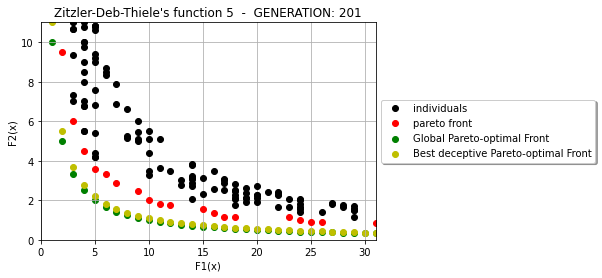 Zitzler-Deb-Thiele's function 5 - GENERATION: 201
10
8
6
4
2
0
F2(x)
0 5 10 15 20 25 30
F1(x)
individuals
pareto front
Global Pareto-optimal Front
Best deceptive Pareto-optimal Front